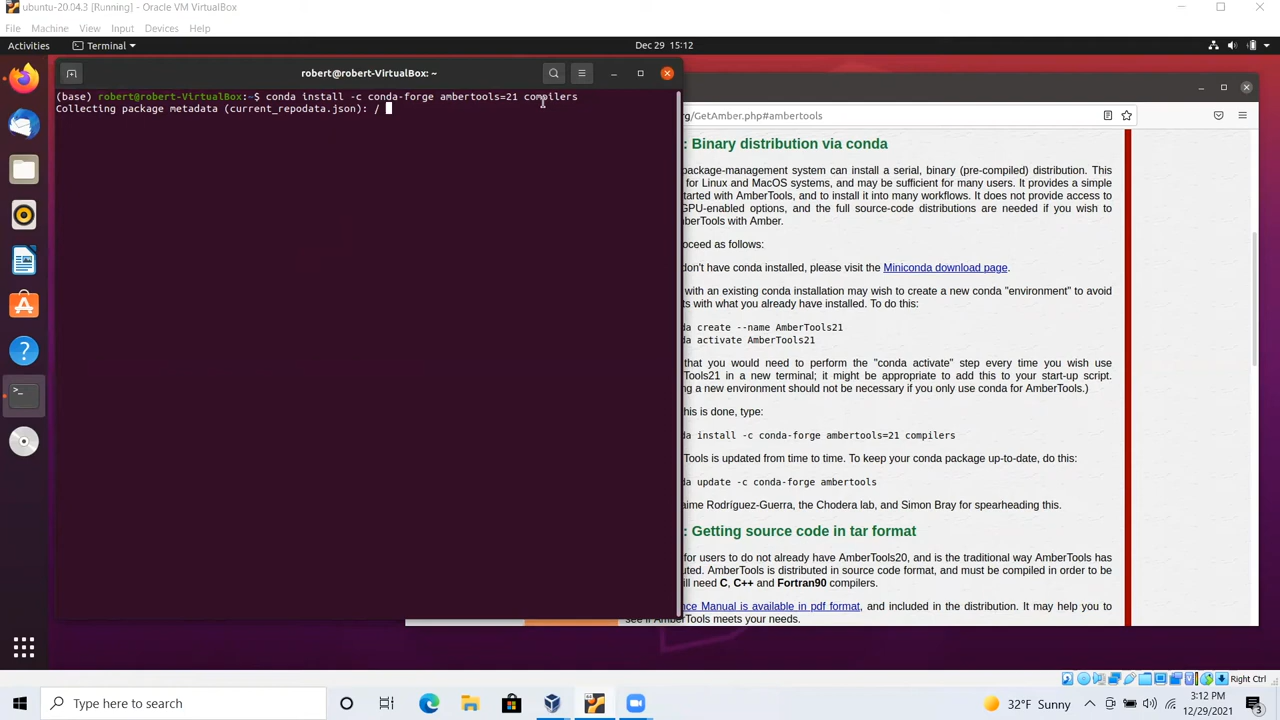 ubuntu-20.04.3 [Running] - Oracle VM VirtualBox
File Machine View Input Devices Help
Activities Terminal Dec 29 15:12
robert@robert-VirtualBox: ~
(base) robert@robert-VirtualBox:~$ conda install -c conda-forge ambertools=21 compilers
Collecting package metadata (current_repodata.json): /
rg/GetAmber.php#ambertools
: Binary distribution via conda
package-management system can install a serial, binary (pre-compiled) distribution. This
for Linux and MacOS systems, and may be sufficient for many users. It provides a simple
started with AmberTools, and to install it into many workflows. It does not provide access to
GPU-enabled options, and the full source-code distributions are needed if you wish to
berTools with Amber.
oceed as follows:
don't have conda installed, please visit the Miniconda download page.
with an existing conda installation may wish to create a new conda "environment" to avoid
ts with what you already have installed. To do this:
da create --name AmberTools21
da activate AmberTools21
that you would need to perform the "conda activate" step every time you wish use
Tools21 in a new terminal; it might be appropriate to add this to your start-up script.
ng a new environment should not be necessary if you only use conda for AmberTools.)
his is done, type:
da install -c conda-forge ambertools=21 compilers
Tools is updated from time to time. To keep your conda package up-to-date, do this:
da update -c conda-forge ambertools
aime Rodríguez-Guerra, the Chodera lab, and Simon Bray for spearheading this.
: Getting source code in tar format
for users to do not already have AmberTools20, and is the traditional way AmberTools has
uted. AmberTools is distributed in source code format, and must be compiled in order to be
ill need C, C++ and Fortran90 compilers.
nce Manual is available in pdf format, and included in the distribution. It may help you to
see if AmberTools meets your needs.
Right Ctrl
Type here to search
32°F Sunny
3:12 PM
12/29/2021
3